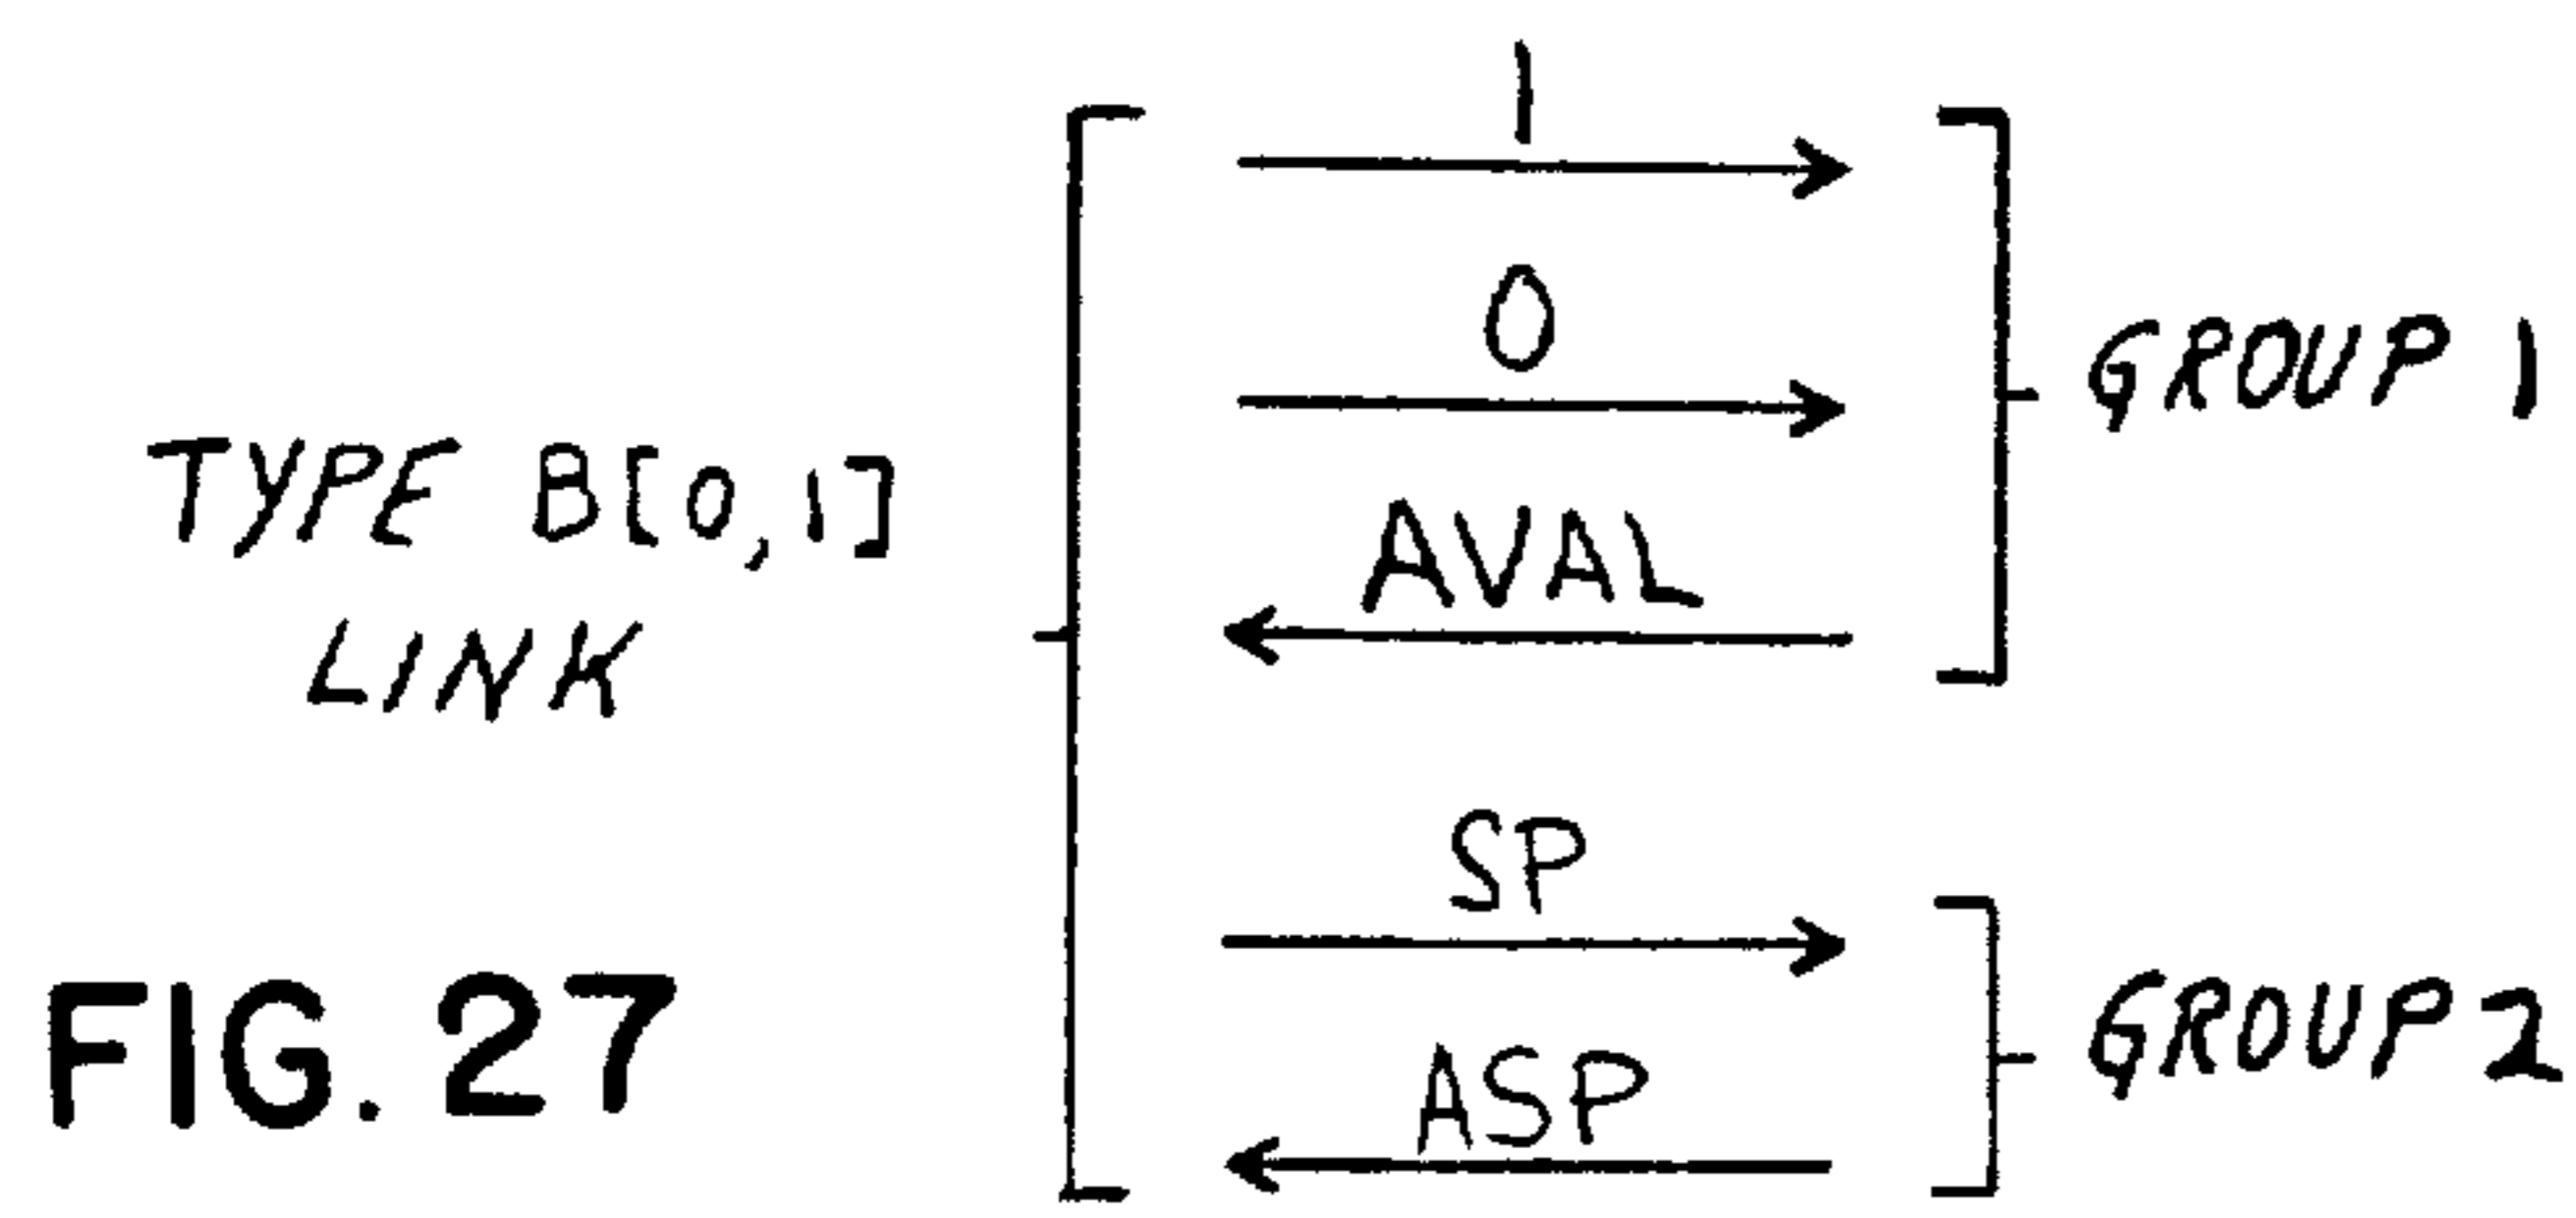 1
0
GROUP 1
TYPE B[0,1]
LINK
AVAL
SP
ASP
GROUP 2
FIG. 27